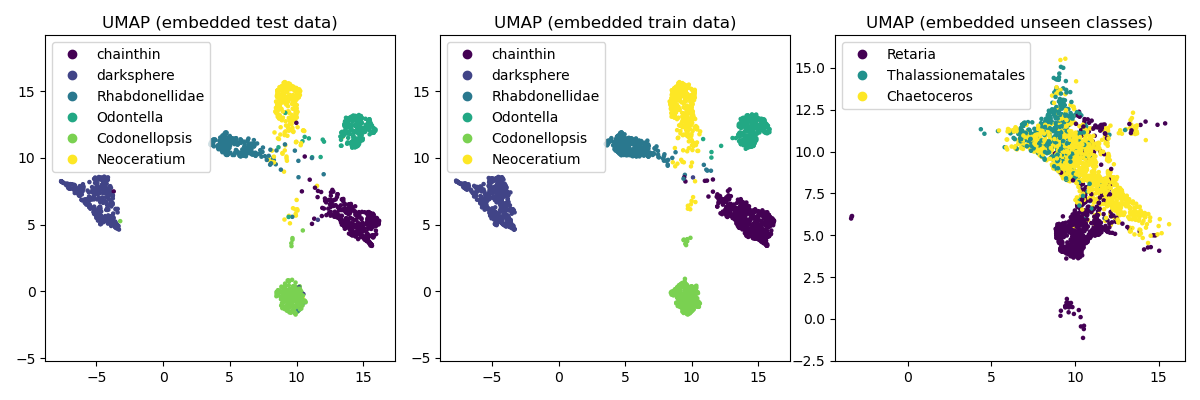 UMAP (embedded test data)
chainthin
darksphere
Rhabdonellidae
Odontella
Codonellopsis
Neoceratium
15
10
5
0
−5
−5
0
5
10
15
UMAP (embedded train data)
chainthin
darksphere
Rhabdonellidae
Odontella
Codonellopsis
Neoceratium
15
10
5
0
−5
−5
0
5
10
15
UMAP (embedded unseen classes)
Retaria
Thalassionematales
Chaetoceros
15.0
12.5
10.0
7.5
5.0
2.5
0.0
−2.5
0
5
10
15